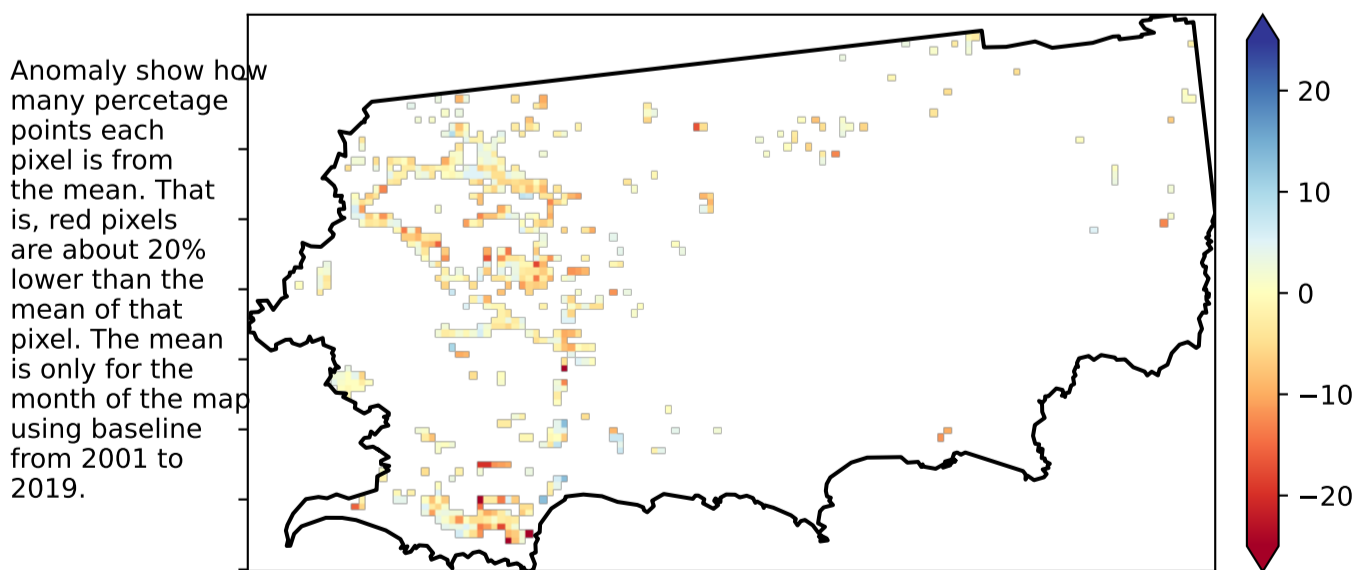 Anomaly show how
many percetage
points each
pixel is from
the mean. That
is, red pixels
are about 20%
lower than the
mean of that
pixel. The mean
is only for the
month of the map
using baseline
from 2001 to
2019.
20
10
0
−10
−20